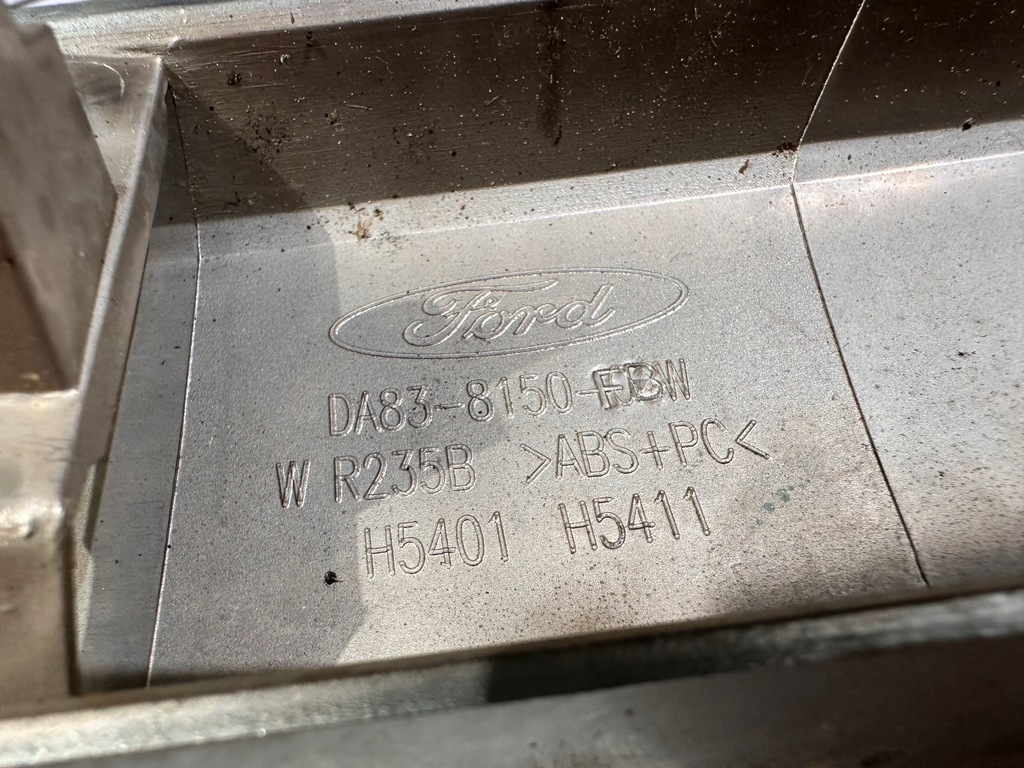 Ford
DA83-8150-FBW
W R235B >ABS+PC<
H5401 H5411